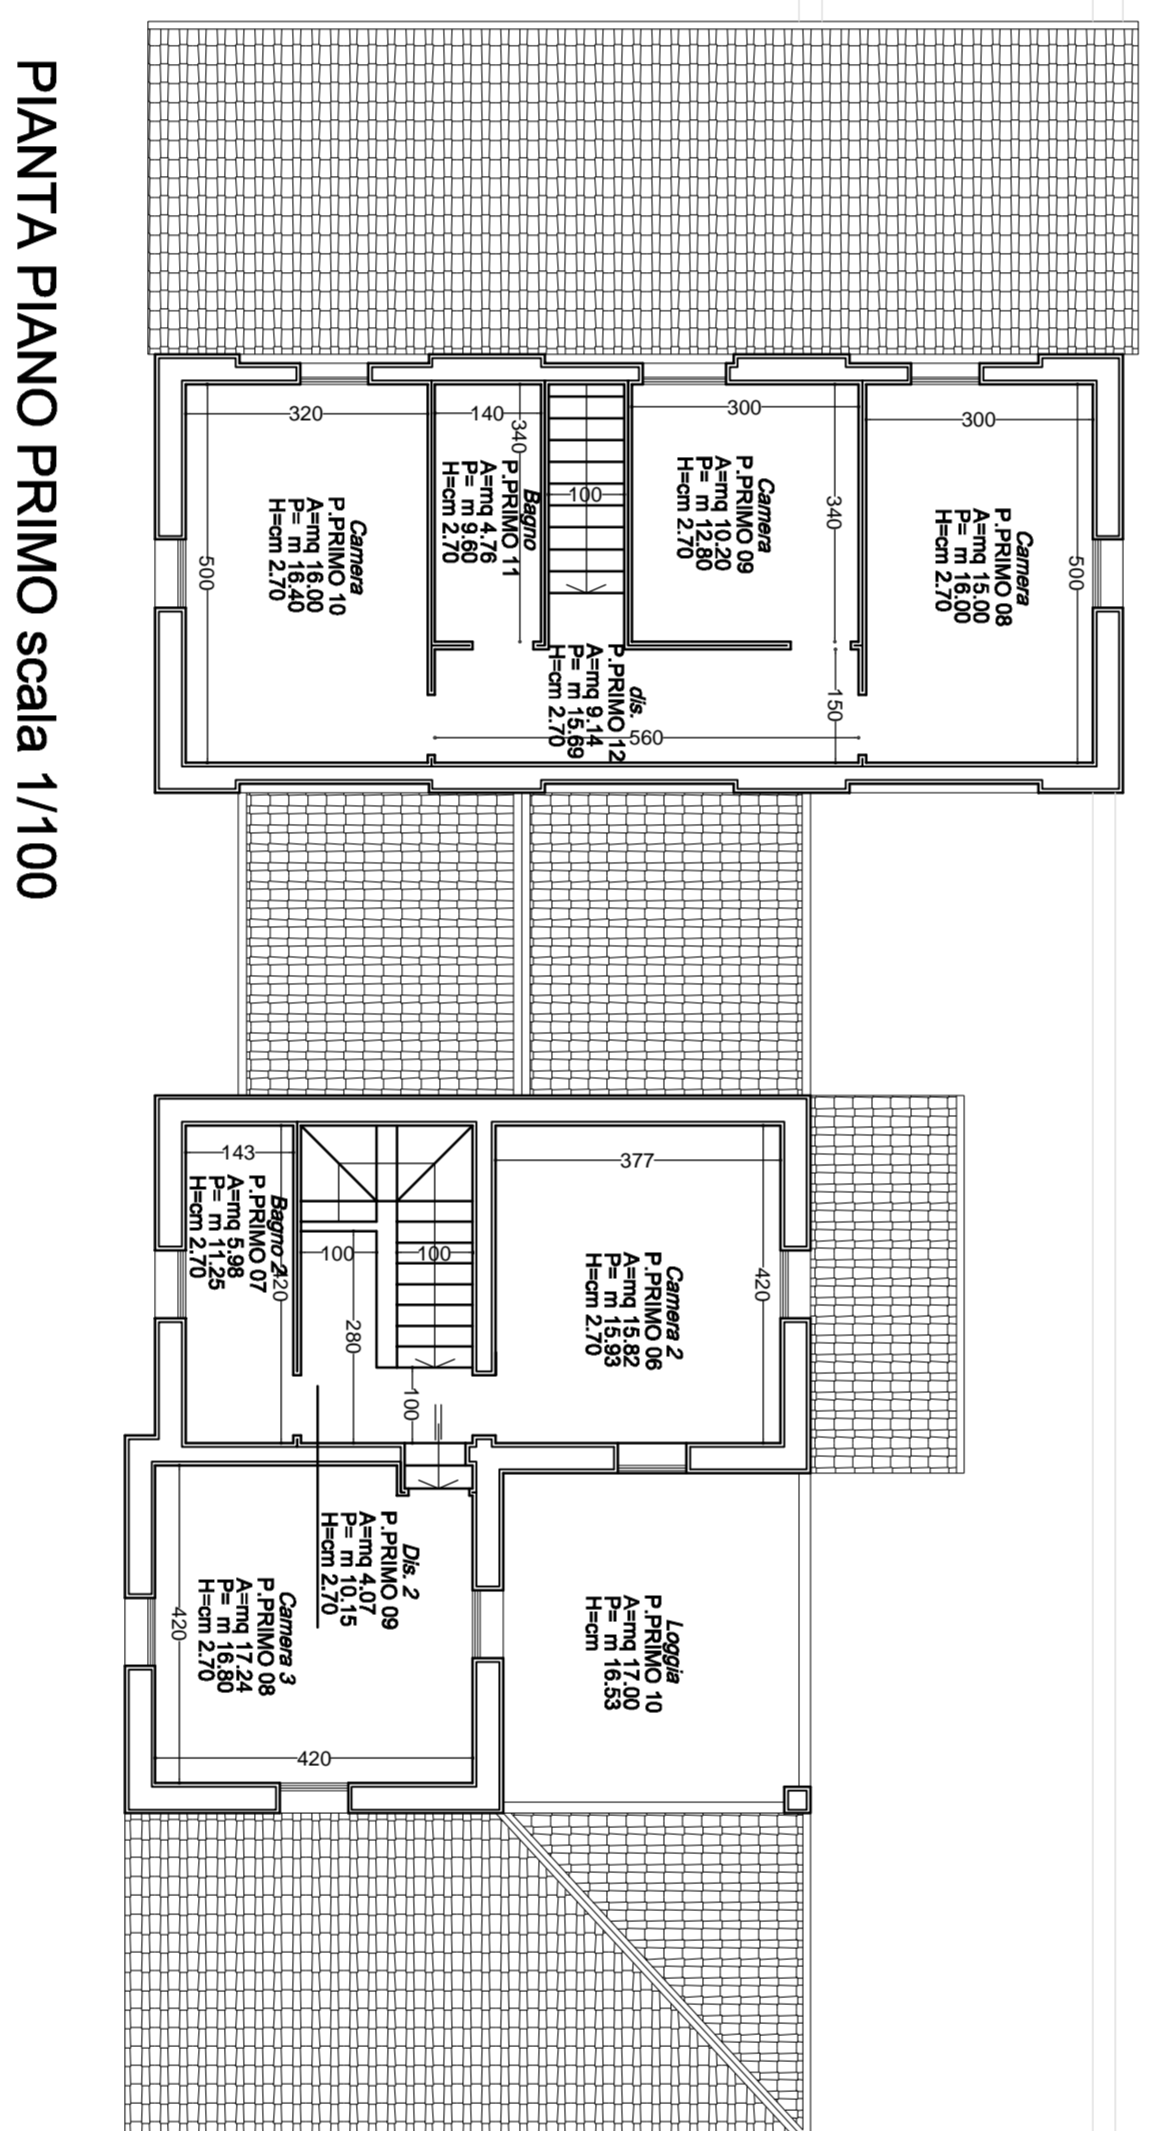 PIANTA PIANO PRIMO scala 1/100
320
500
Camera
P.PRIMO 10
A=mq 16.00
P= m 16.40
H=cm 2.70
140
340
Bagno
P.PRIMO 11
A=mq 4.76
P= m 9.60
H=cm 2.70
100
300
340
Camera
P.PRIMO 09
A=mq 10.20
P= m 12.80
H=cm 2.70
300
500
Camera
P.PRIMO 08
A=mq 15.00
P= m 16.00
H=cm 2.70
dis.
P.PRIMO 12
A=mq 9.14
P= m 15.69
H=cm 2.70
150
560
143
420
Bagno 2
P.PRIMO 07
A=mq 5.98
P= m 11.25
H=cm 2.70
100
100
280
100
377
420
Camera 2
P.PRIMO 06
A=mq 15.82
P= m 15.93
H=cm 2.70
Dis. 2
P.PRIMO 09
A=mq 4.07
P= m 10.15
H=cm 2.70
Camera 3
P.PRIMO 08
A=mq 17.24
P= m 16.80
H=cm 2.70
420
420
Loggia
P.PRIMO 10
A=mq 17.00
P= m 16.53
H=cm